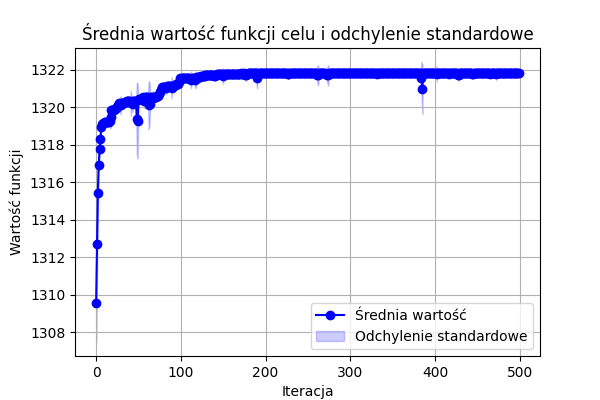 Średnia wartość funkcji celu i odchylenie standardowe
1322
1320
1318
1316
1314
1312
1310
1308
Wartość funkcji
0
100
200
300
400
500
Iteracja
Średnia wartość
Odchylenie standardowe